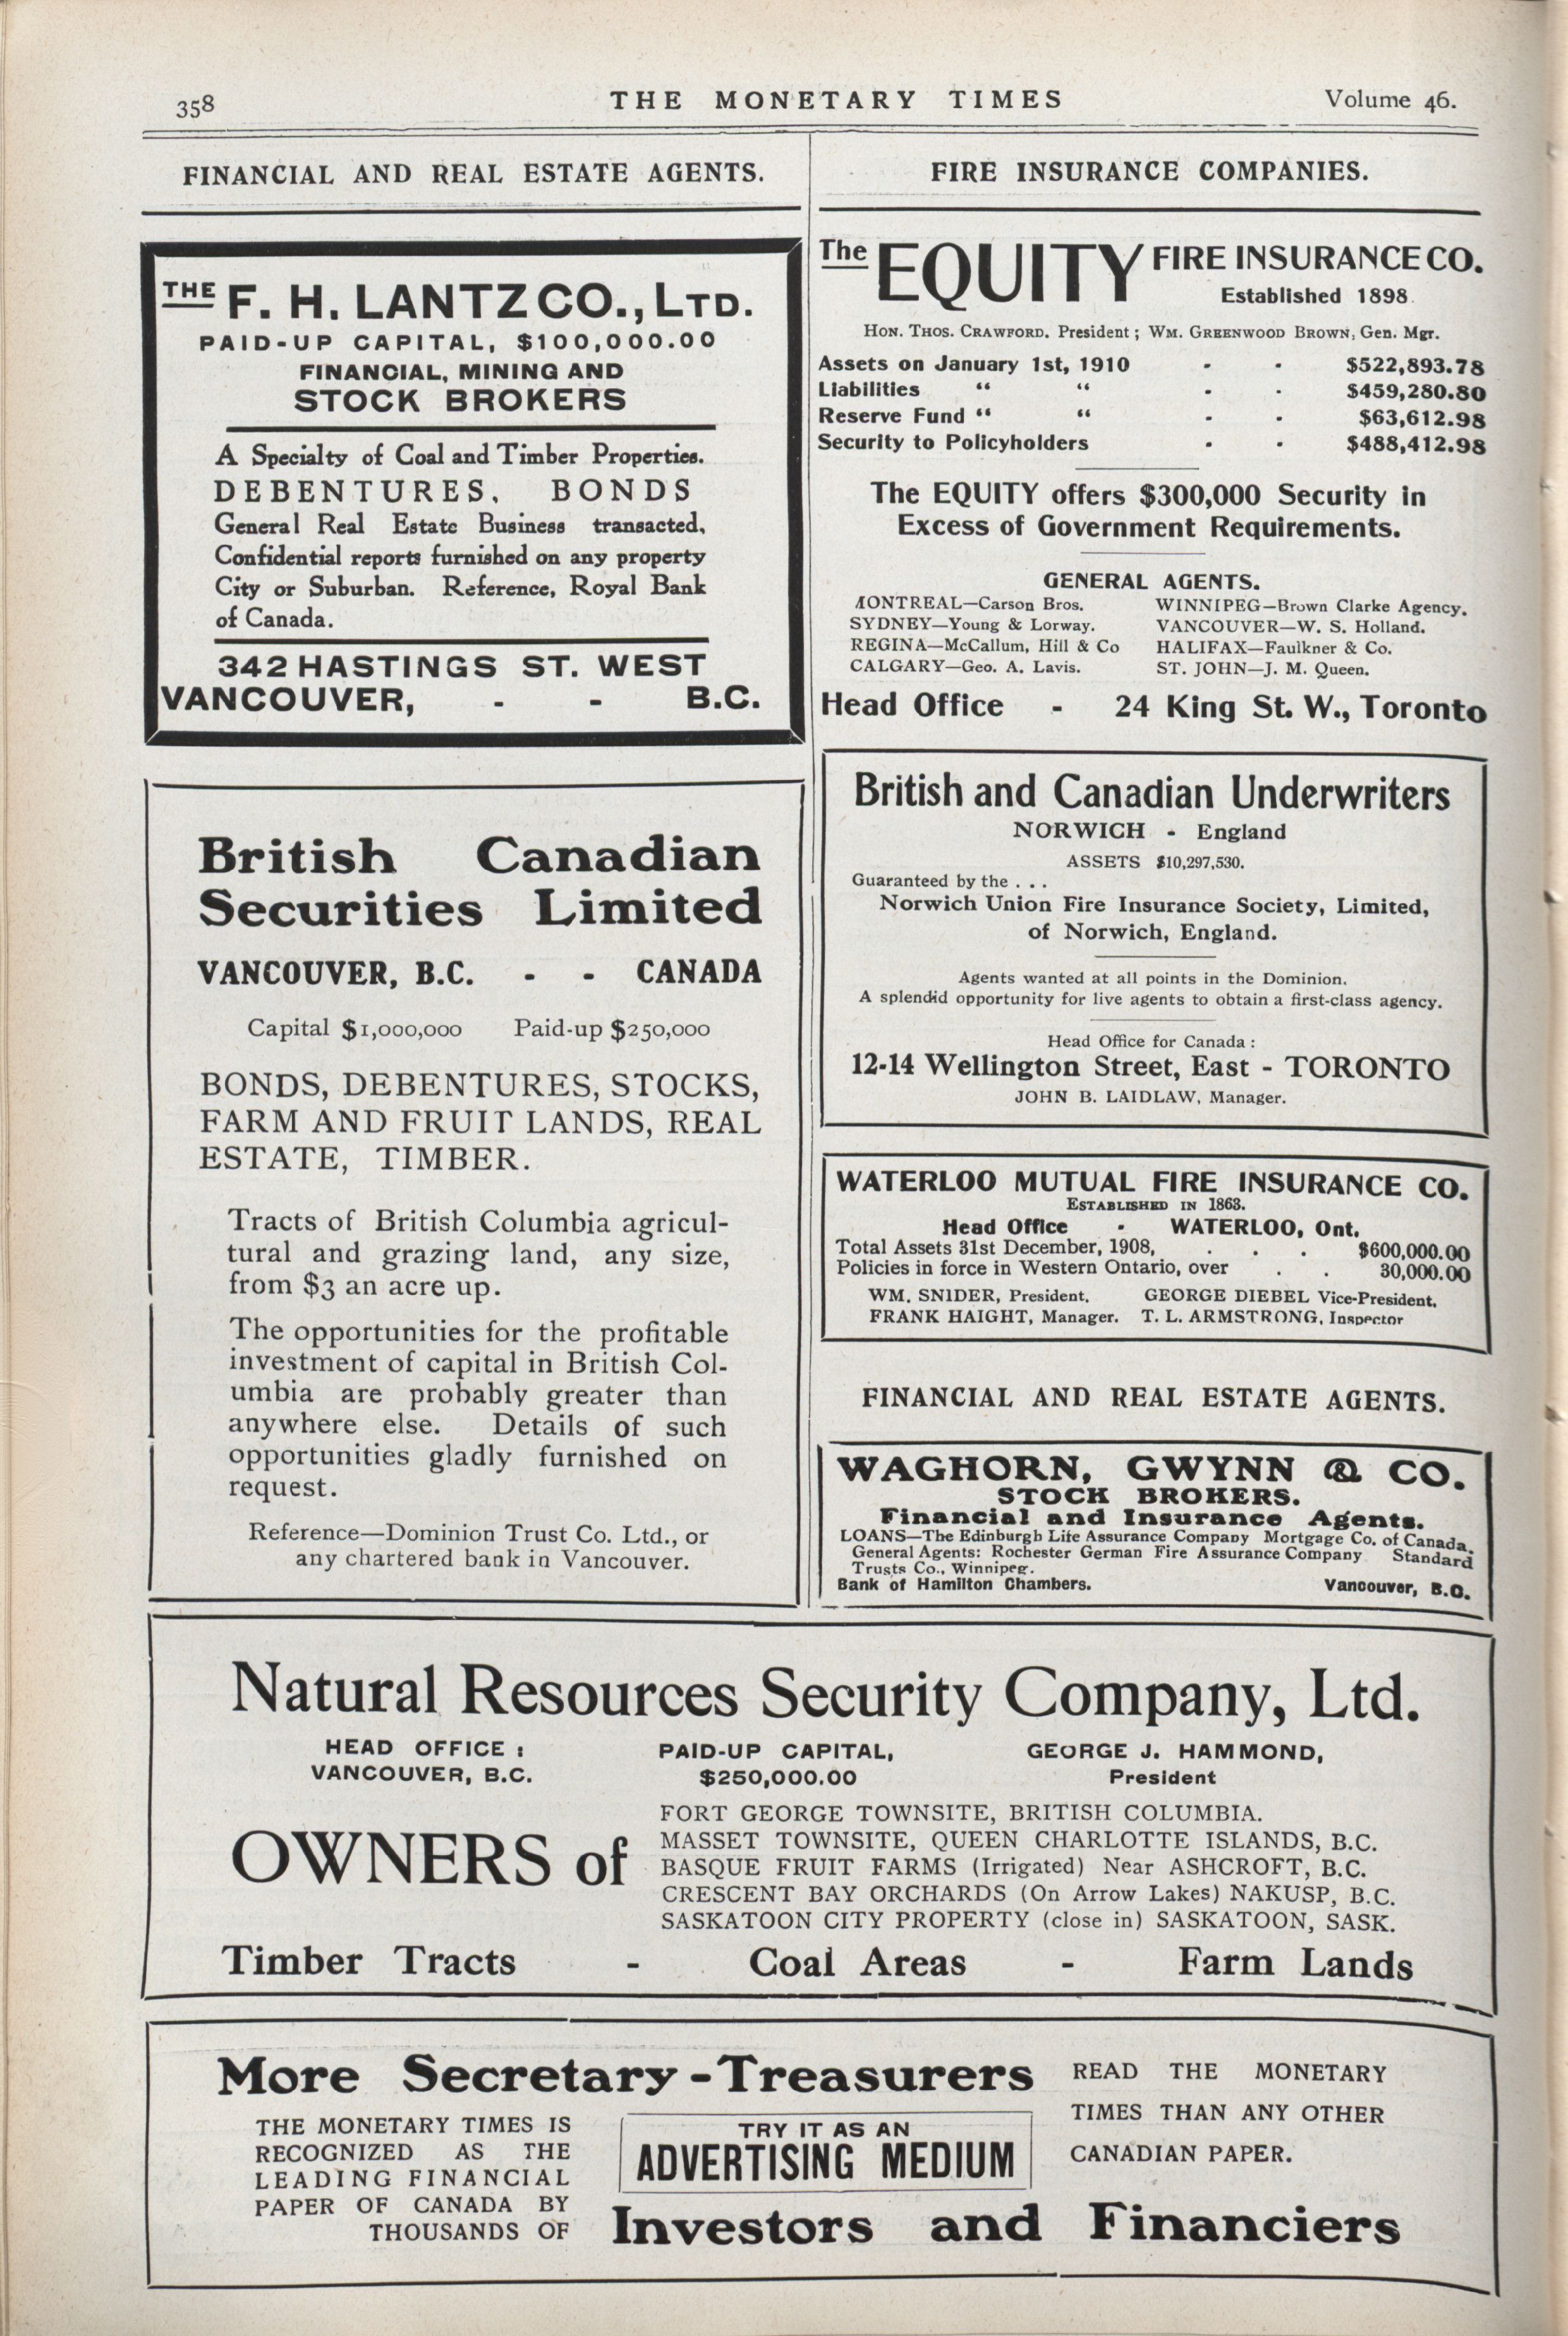 358
THE MONETARY TIMES
Volume 46.
FINANCIAL AND REAL ESTATE AGENTS.
THE F. H. LANTZ CO., LTD.
PAID-UP CAPITAL, $100,000.00
FINANCIAL, MINING AND
STOCK BROKERS
A Specialty of Coal and Timber Properties.
DEBENTURES, BONDS
General Real Estate Business transacted,
Confidential reports furnished on any property
City or Suburban. Reference, Royal Bank
of Canada.
342 HASTINGS ST. WEST
VANCOUVER, - - B.C.
British Canadian
Securities Limited
VANCOUVER, B.C. - - CANADA
Capital $1,000,000 Paid-up $250,000
BONDS, DEBENTURES, STOCKS,
FARM AND FRUIT LANDS, REAL
ESTATE, TIMBER.
Tracts of British Columbia agricul-
tural and grazing land, any size,
from $3 an acre up.
The opportunities for the profitable
investment of capital in British Col-
umbia are probably greater than
anywhere else. Details of such
opportunities gladly furnished on
request.
Reference—Dominion Trust Co. Ltd., or
any chartered bank in Vancouver.
FIRE INSURANCE COMPANIES.
The EQUITY FIRE INSURANCE CO.
Established 1898
HON. THOS. CRAWFORD, President; WM. GREENWOOD BROWN, Gen. Mgr.
Assets on January 1st, 1910 - - $522,893.78
Liabilities “ “ - - $459,280.80
Reserve Fund “ “ - - $63,612.98
Security to Policyholders - - $488,412.98
The EQUITY offers $300,000 Security in
Excess of Government Requirements.
GENERAL AGENTS.
MONTREAL—Carson Bros. WINNIPEG—Brown Clarke Agency.
SYDNEY—Young & Lorway. VANCOUVER—W. S. Holland.
REGINA—McCallum, Hill & Co HALIFAX—Faulkner & Co.
CALGARY—Geo. A. Lavis. ST. JOHN—J. M. Queen.
Head Office - 24 King St. W., Toronto
British and Canadian Underwriters
NORWICH - England
ASSETS $10,297,530.
Guaranteed by the . . .
Norwich Union Fire Insurance Society, Limited,
of Norwich, England.
Agents wanted at all points in the Dominion.
A splendid opportunity for live agents to obtain a first-class agency.
Head Office for Canada:
12-14 Wellington Street, East - TORONTO
JOHN B. LAIDLAW, Manager.
WATERLOO MUTUAL FIRE INSURANCE CO.
ESTABLISHED IN 1863.
Head Office - WATERLOO, Ont.
Total Assets 31st December, 1908, . . . $600,000.00
Policies in force in Western Ontario, over . . 30,000.00
WM. SNIDER, President. GEORGE DIEBEL Vice-President.
FRANK HAIGHT, Manager. T. L. ARMSTRONG, Inspector
FINANCIAL AND REAL ESTATE AGENTS.
WAGHORN, GWYNN & CO.
STOCK BROKERS.
Financial and Insurance Agents.
LOANS—The Edinburgh Life Assurance Company Mortgage Co. of Canada.
General Agents: Rochester German Fire Assurance Company Standard
Trusts Co., Winnipeg.
Bank of Hamilton Chambers. Vancouver, B.C.
Natural Resources Security Company, Ltd.
HEAD OFFICE: PAID-UP CAPITAL, GEORGE J. HAMMOND,
VANCOUVER, B.C. $250,000.00 President
OWNERS of
FORT GEORGE TOWNSITE, BRITISH COLUMBIA.
MASSET TOWNSITE, QUEEN CHARLOTTE ISLANDS, B.C.
BASQUE FRUIT FARMS (Irrigated) Near ASHCROFT, B.C.
CRESCENT BAY ORCHARDS (On Arrow Lakes) NAKUSP, B.C.
SASKATOON CITY PROPERTY (close in) SASKATOON, SASK.
Timber Tracts - Coal Areas - Farm Lands
More Secretary-Treasurers
READ THE MONETARY
TIMES THAN ANY OTHER
CANADIAN PAPER.
TRY IT AS AN
ADVERTISING MEDIUM
THE MONETARY TIMES IS
RECOGNIZED AS THE
LEADING FINANCIAL
PAPER OF CANADA BY
THOUSANDS OF
Investors and Financiers